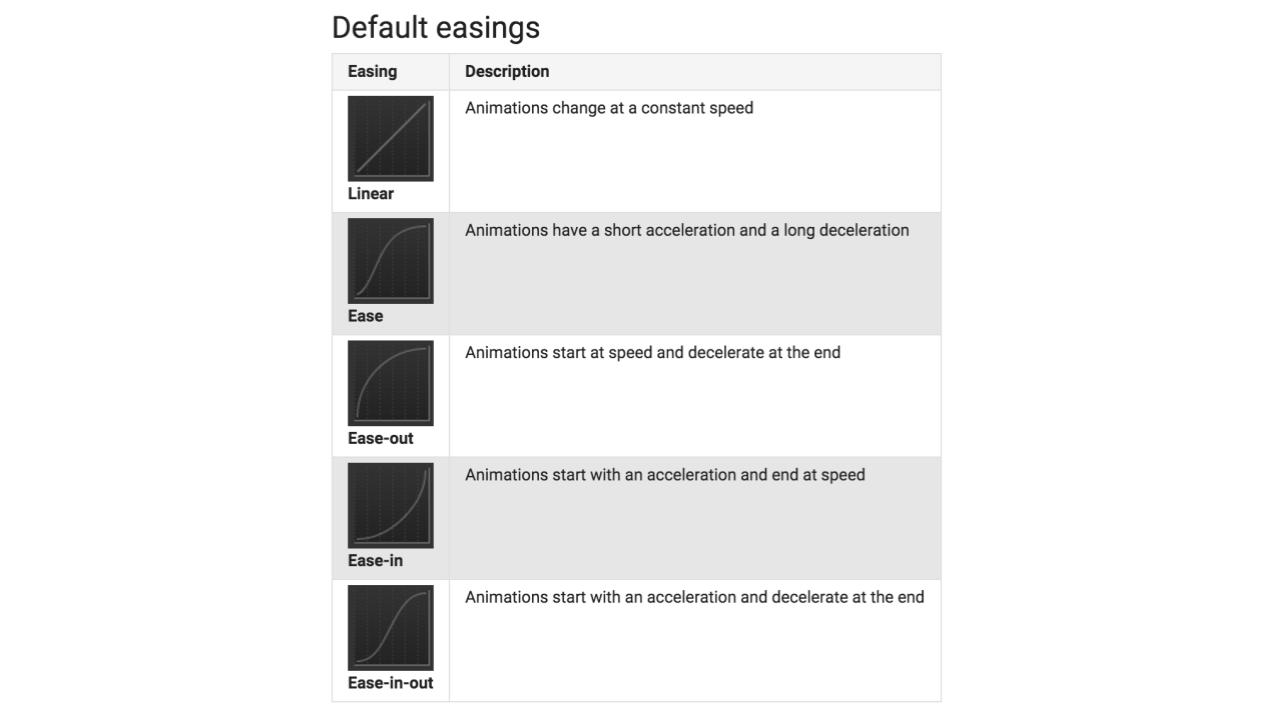 Default easings
Easing Description
Animations change at a constant speed
Linear
Animations have a short acceleration and a long deceleration
Ease
Animations start at speed and decelerate at the end
Ease-out
Animations start with an acceleration and end at speed
Ease-in
Animations start with an acceleration and decelerate at the end
Ease-in-out